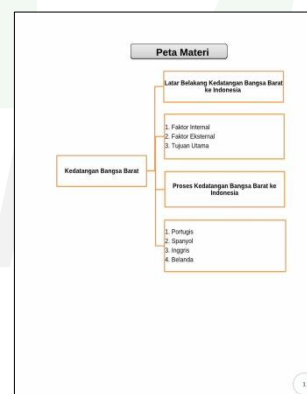 Peta Materi
Latar Belakang Kedatangan Bangsa Barat
ke Indonesia
1. Faktor Internal
2. Faktor Eksternal
3. Tujuan Utama
Kedatangan Bangsa Barat
Proses Kedatangan Bangsa Barat ke
Indonesia
1. Portugis
2. Spanyol
3. Inggris
4. Belanda
1